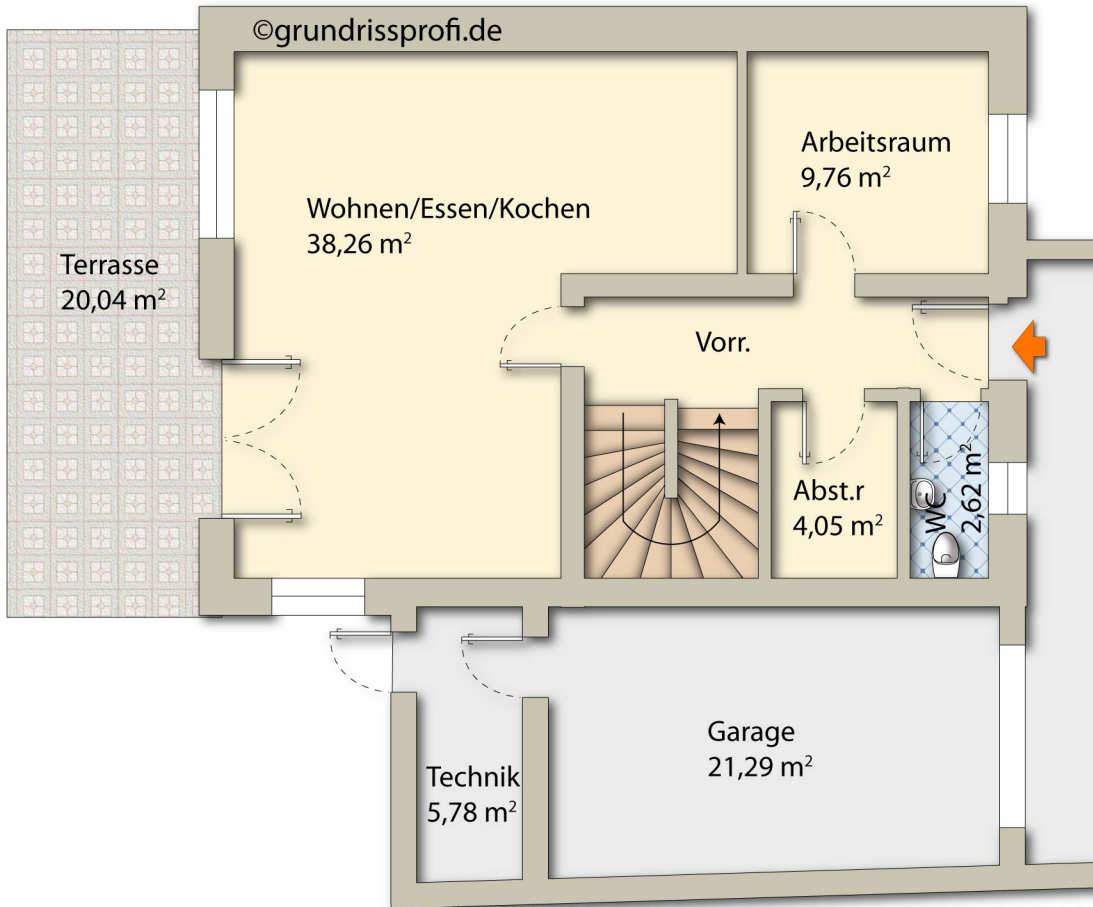 ©grundrissprofi.de
Arbeitsraum
9,76 m²
Wohnen/Essen/Kochen
38,26 m²
Terrasse
20,04 m²
Vorr.
Abst.r
4,05 m²
WC
2,62 m²
Garage
21,29 m²
Technik
5,78 m²